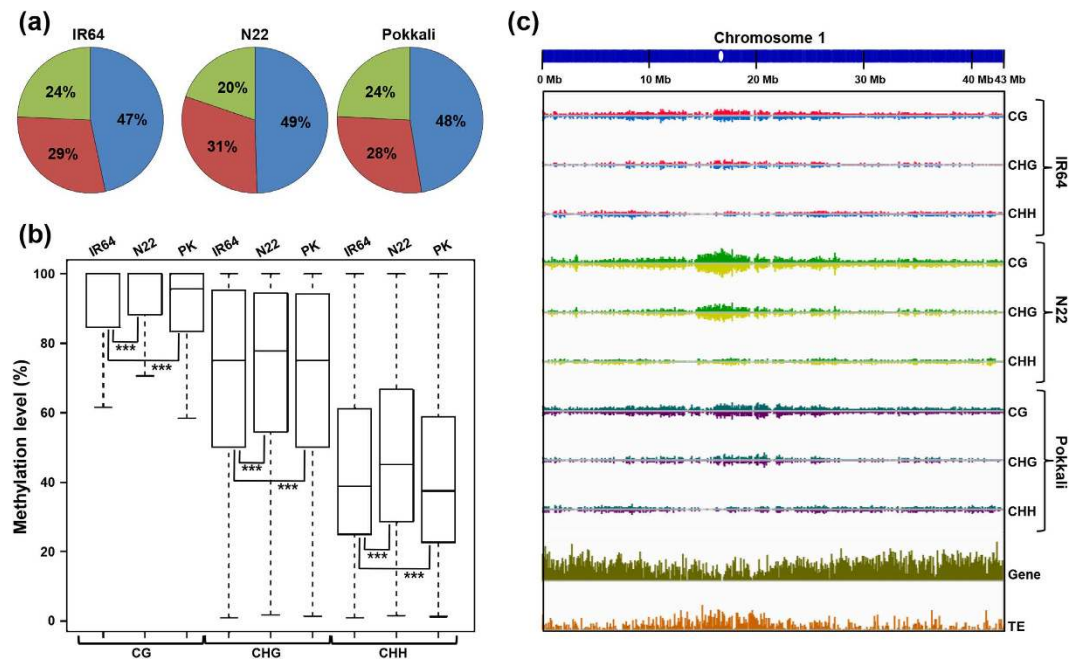 (a)
IR64
N22
Pokkali
24%
47%
29%
20%
49%
31%
24%
48%
28%
(b)
IR64
N22
PK
IR64
N22
PK
IR64
N22
PK
Methylation level (%)
100
80
60
40
20
0
***
***
***
***
***
***
CG
CHG
CHH
(c)
Chromosome 1
0 Mb
10 Mb
20 Mb
30 Mb
40 Mb
43 Mb
CG
CHG
CHH
IR64
CG
CHG
CHH
N22
CG
CHG
CHH
Pokkali
Gene
TE